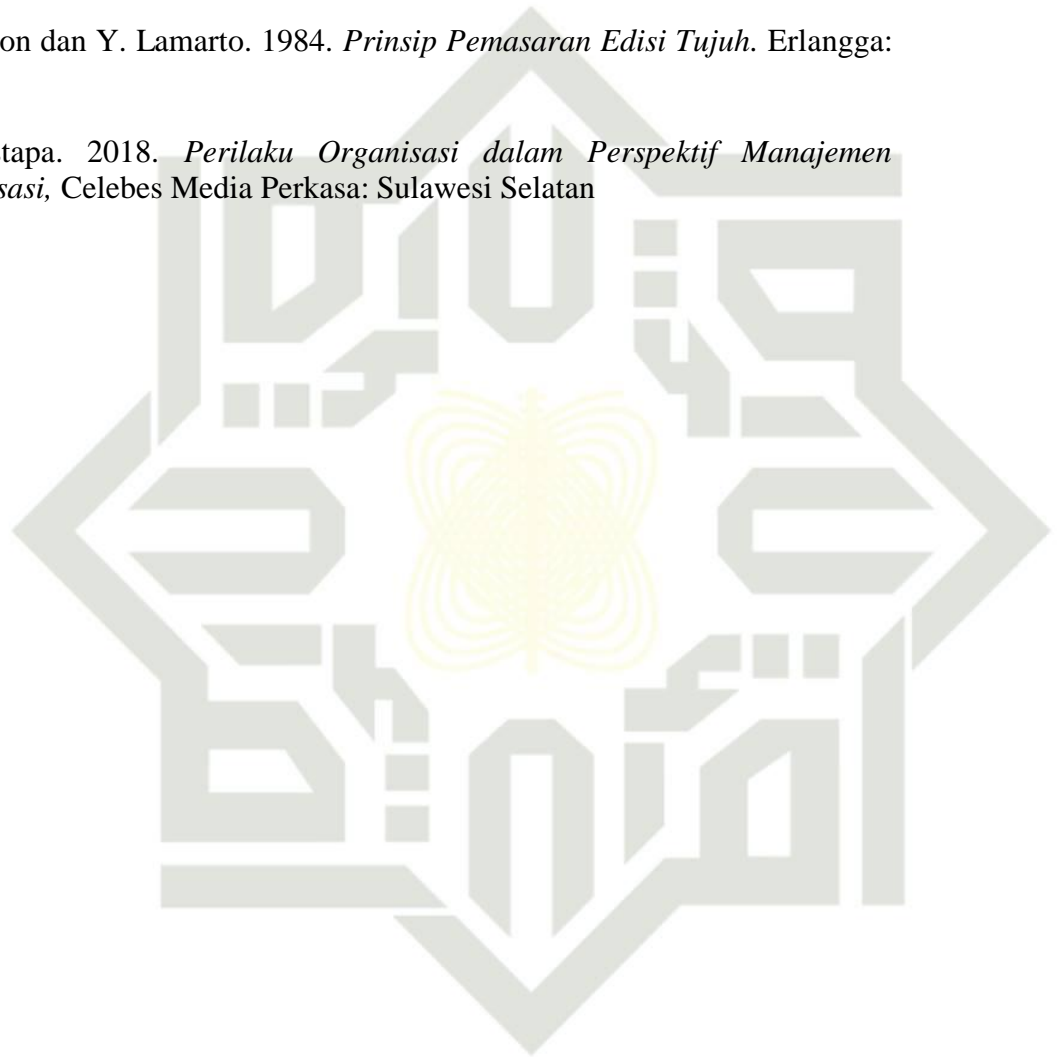 on dan Y. Lamarto. 1984. Prinsip Pemasaran Edisi Tujuh. Erlangga:
tapa. 2018. Perilaku Organisasi dalam Perspektif Manajemen
sasi, Celebes Media Perkasa: Sulawesi Selatan